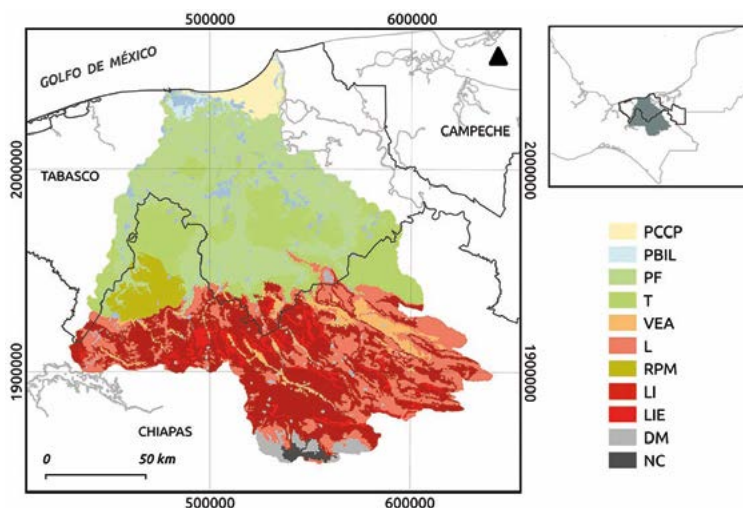 500000 600000
GOLFO DE MÉXICO
CAMPECHE
TABASCO
2000000
2000000
1900000
1900000
CHIAPAS
0 50 km
500000 600000
PCCP
PBIL
PF
T
VEA
L
RPM
LI
LIE
DM
NC